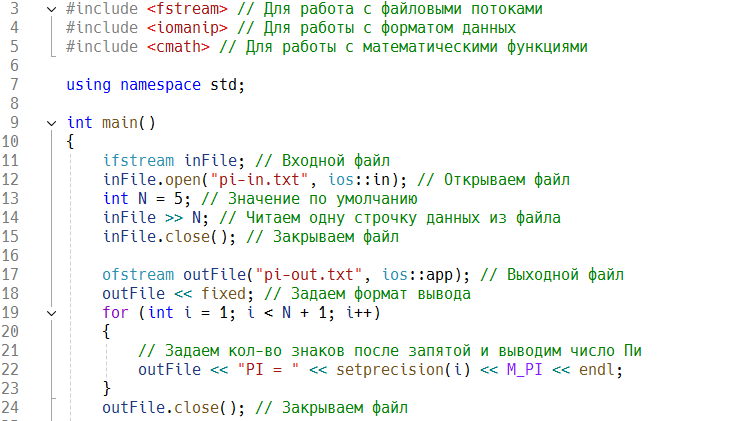 3 #include <fstream> // Для работа с файловыми потоками
4 #include <iomanip> // Для работы с форматом данных
5 #include <cmath> // Для работы с математическими функциями
6
7 using namespace std;
8
9 int main()
10 {
11 ifstream inFile; // Входной файл
12 inFile.open("pi-in.txt", ios::in); // Открываем файл
13 int N = 5; // Значение по умолчанию
14 inFile >> N; // Читаем одну строчку данных из файла
15 inFile.close(); // Закрываем файл
16
17 ofstream outFile("pi-out.txt", ios::app); // Выходной файл
18 outFile << fixed; // Задаем формат вывода
19 for (int i = 1; i < N + 1; i++)
20 {
21 // Задаем кол-во знаков после запятой и выводим число Пи
22 outFile << "PI = " << setprecision(i) << M_PI << endl;
23 }
24 outFile.close(); // Закрываем файл